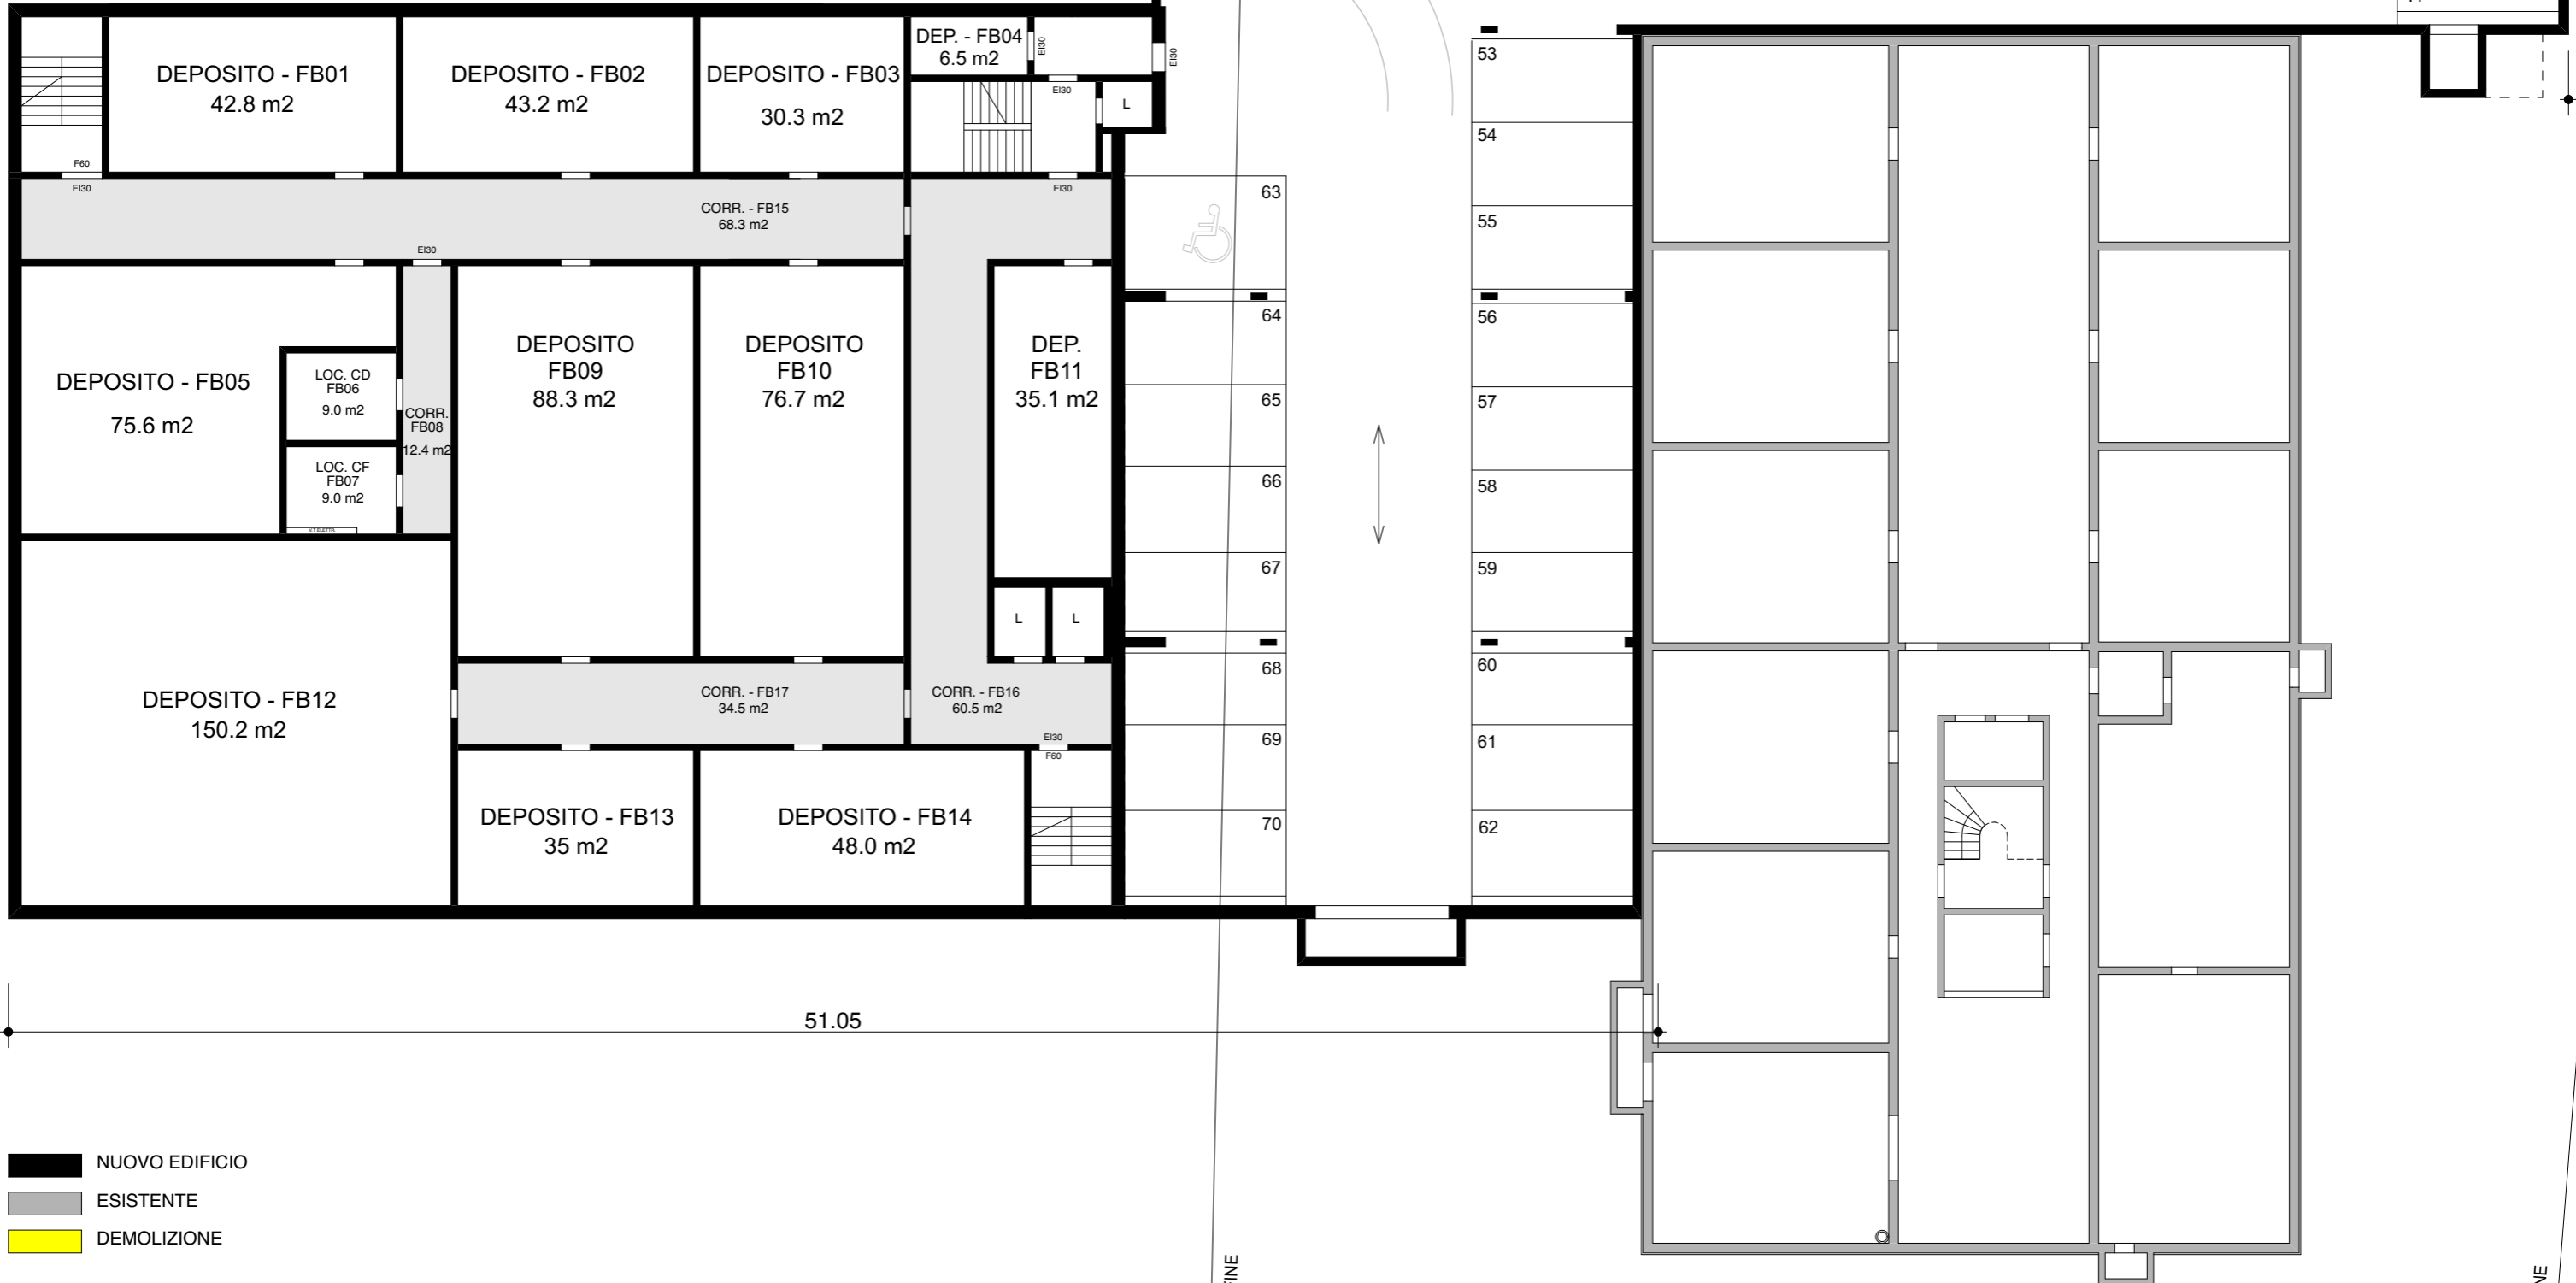 DEPOSITO - FB01
42.8 m2
DEPOSITO - FB02
43.2 m2
DEPOSITO - FB03
30.3 m2
DEP. - FB04
6.5 m2
EI30
EI30
EI30
L
F60
EI30
EI30
CORR. - FB15
68.3 m2
EI30
DEPOSITO - FB05
75.6 m2
LOC. CD
FB06
9.0 m2
LOC. CF
FB07
9.0 m2
CORR.
FB08
12.4 m2
DEPOSITO
FB09
88.3 m2
DEPOSITO
FB10
76.7 m2
DEP.
FB11
35.1 m2
L
L
DEPOSITO - FB12
150.2 m2
CORR. - FB17
34.5 m2
CORR. - FB16
60.5 m2
EI30
F60
DEPOSITO - FB13
35 m2
DEPOSITO - FB14
48.0 m2
63
64
65
66
67
68
69
70
53
54
55
56
57
58
59
60
61
62
51.05
NUOVO EDIFICIO
ESISTENTE
DEMOLIZIONE